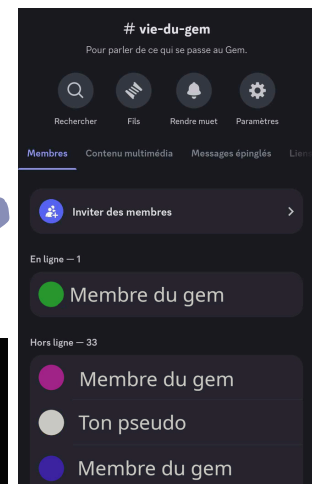 # vie-du-gem
Pour parler de ce qui se passe au Gem.
Rechercher Fils Rendre muet Paramètres
Membres Contenu multimédia Messages épinglés Liens
Inviter des membres
En ligne — 1
Membre du gem
Hors ligne — 33
Membre du gem
Ton pseudo
Membre du gem